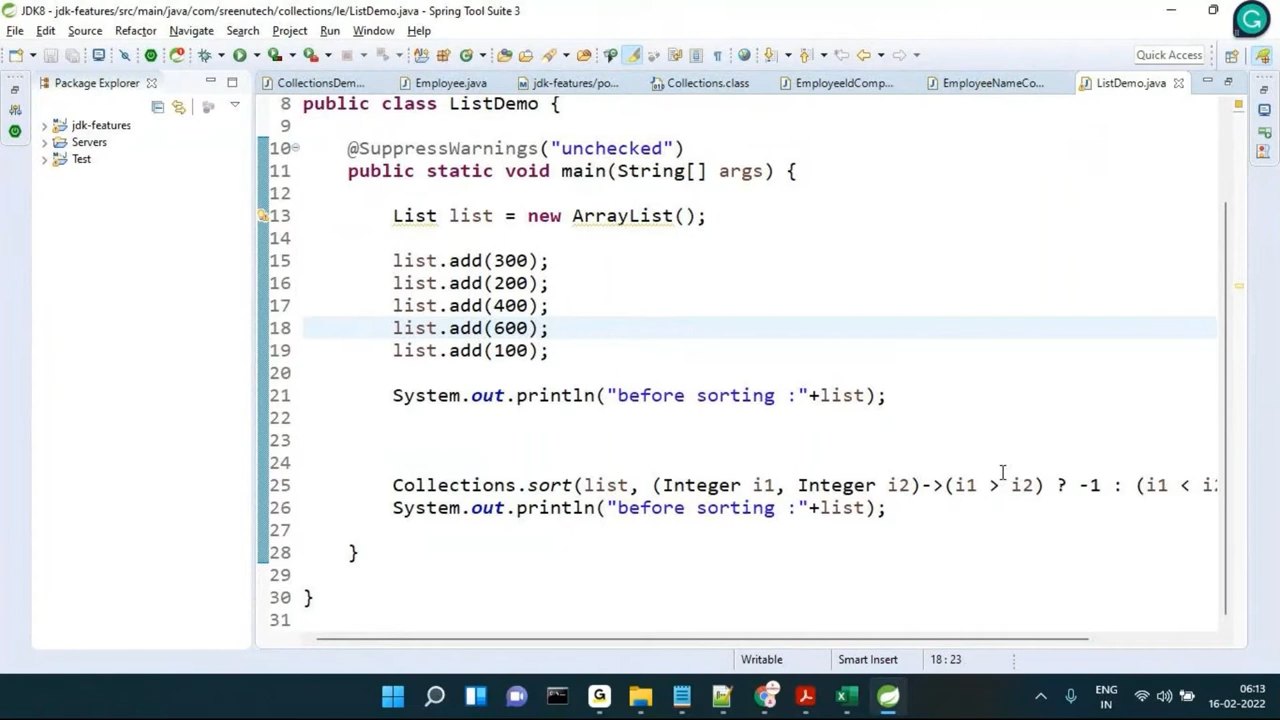 JDK8 - jdk-features/src/main/java/com/sreenutech/collections/le/ListDemo.java - Spring Tool Suite 3
File Edit Source Refactor Navigate Search Project Run Window Help
Quick Access
Package Explorer
CollectionsDem...
Employee.java
jdk-features/po...
Collections.class
EmployeeIdComp...
EmployeeNameCo...
ListDemo.java
jdk-features
Servers
Test
8 public class ListDemo {
9
10 @SuppressWarnings("unchecked")
11 public static void main(String[] args) {
12
13 List list = new ArrayList();
14
15 list.add(300);
16 list.add(200);
17 list.add(400);
18 list.add(600);
19 list.add(100);
20
21 System.out.println("before sorting :"+list);
22
23
24
25 Collections.sort(list, (Integer i1, Integer i2)->(i1 > i2) ? -1 : (i1 < i2
26 System.out.println("before sorting :"+list);
27
28 }
29
30 }
31
Writable Smart Insert 18 : 23
ENG
IN
06:13
16-02-2022